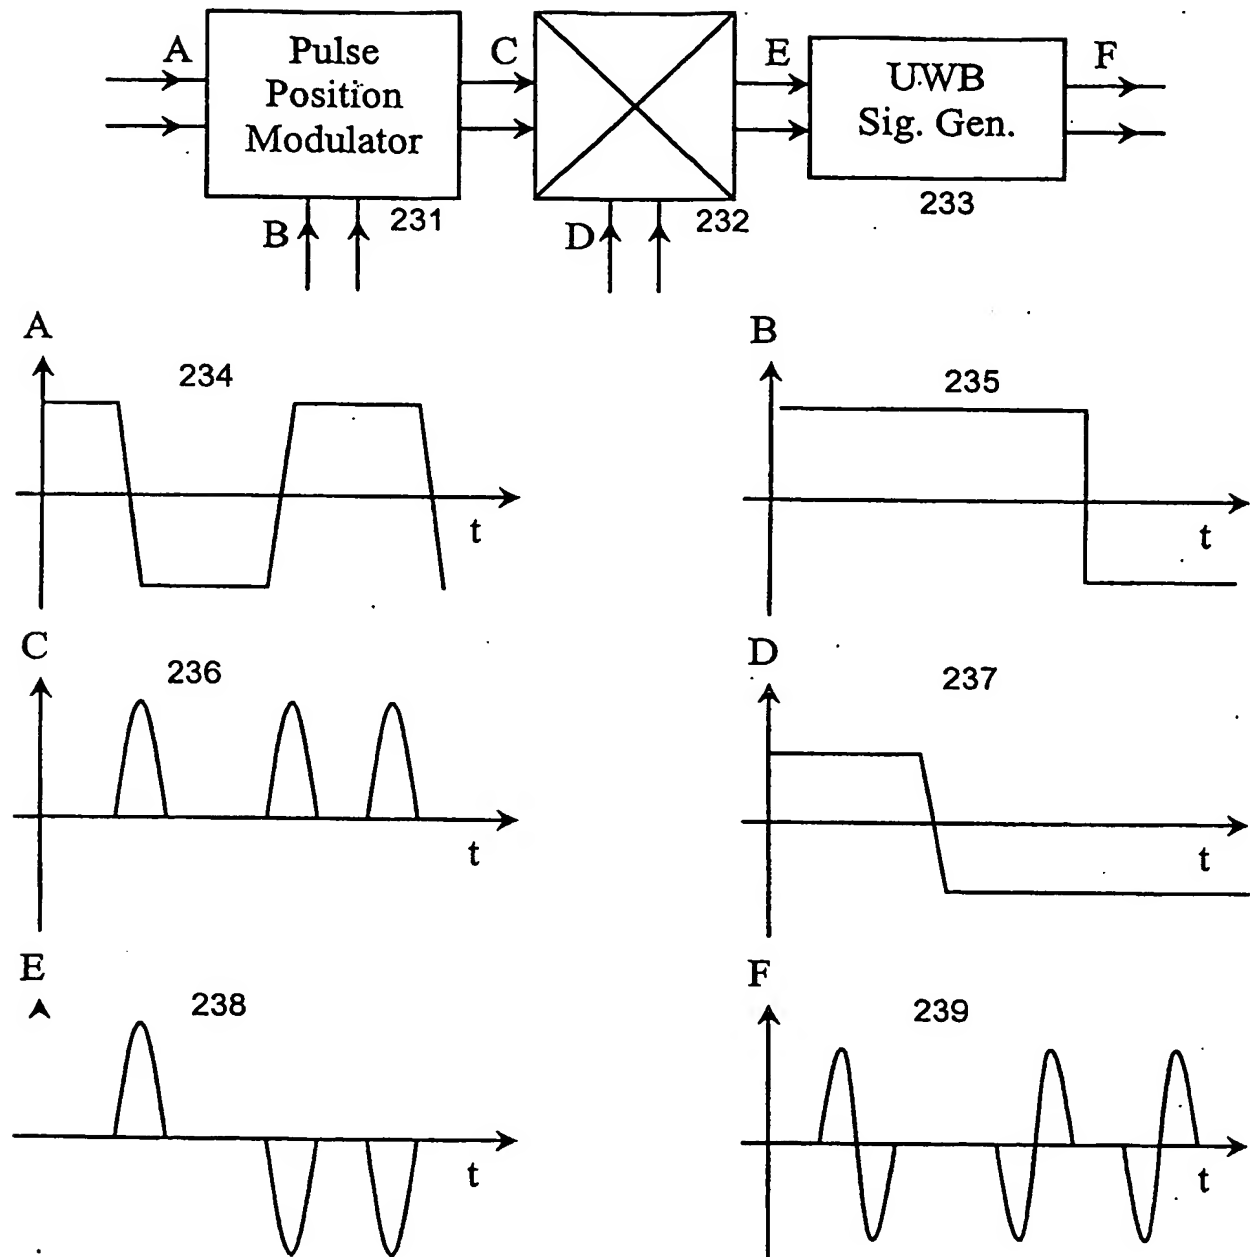 A
Pulse
Position
Modulator
C
E
UWB
Sig. Gen.
F
B
231
D
232
233
A
234
t
B
235
t
C
236
t
D
237
t
E
238
t
F
239
t